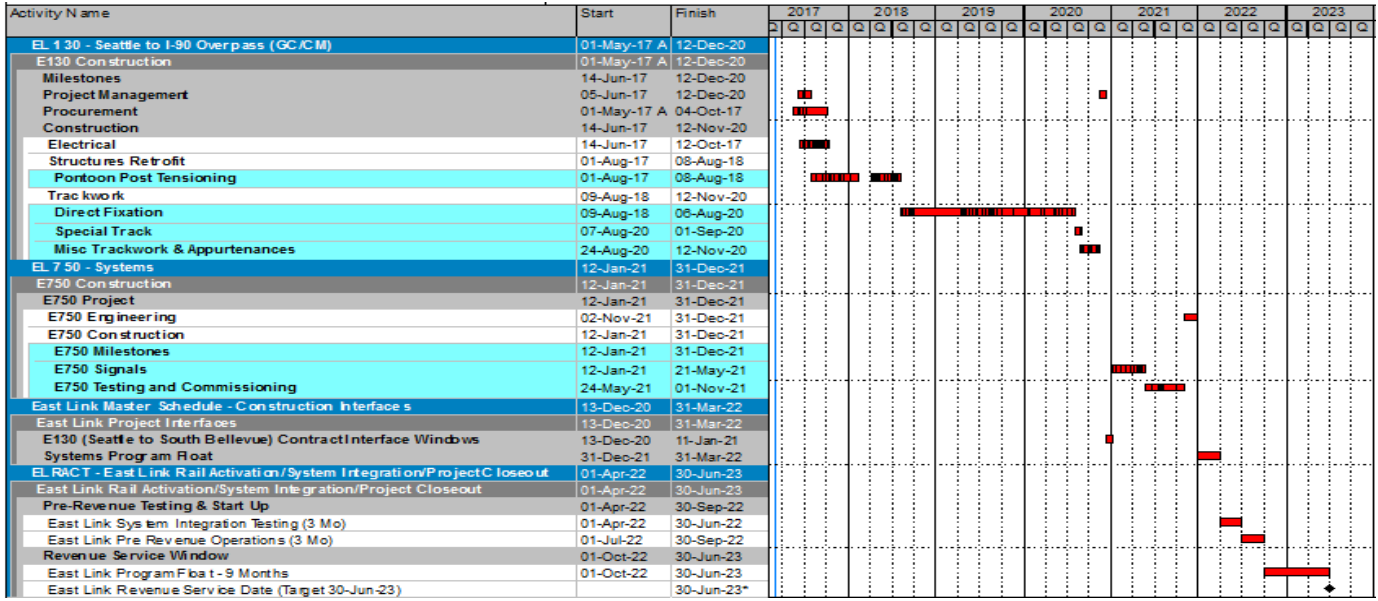 Activity Name Start Finish 2017 2018 2019 2020 2021 2022 2023
Q Q Q Q Q Q Q Q Q Q Q Q Q Q Q Q Q Q Q Q Q Q Q Q Q Q Q Q
EL 130 - Seattle to I-90 Overpass (GC/CM) 01-May-17 A 12-Dec-20
E130 Construction 01-May-17 A 12-Dec-20
Milestones 14-Jun-17 12-Dec-20
Project Management 05-Jun-17 12-Dec-20
Procurement 01-May-17 A 04-Oct-17
Construction 14-Jun-17 12-Nov-20
Electrical 14-Jun-17 12-Oct-17
Structures Retrofit 01-Aug-17 08-Aug-18
Pontoon Post Tensioning 01-Aug-17 08-Aug-18
Trackwork 09-Aug-18 12-Nov-20
Direct Fixation 09-Aug-18 06-Aug-20
Special Track 07-Aug-20 01-Sep-20
Misc Trackwork & Appurtenances 24-Aug-20 12-Nov-20
EL 750 - Systems 12-Jan-21 31-Dec-21
E750 Construction 12-Jan-21 31-Dec-21
E750 Project 12-Jan-21 31-Dec-21
E750 Engineering 02-Nov-21 31-Dec-21
E750 Construction 12-Jan-21 31-Dec-21
E750 Milestones 12-Jan-21 31-Dec-21
E750 Signals 12-Jan-21 21-May-21
E750 Testing and Commissioning 24-May-21 01-Nov-21
East Link Master Schedule - Construction Interfaces 13-Dec-20 31-Mar-22
East Link Project Interfaces 13-Dec-20 31-Mar-22
E130 (Seattle to South Bellevue) Contract Interface Windows 13-Dec-20 11-Jan-21
Systems Program Float 31-Dec-21 31-Mar-22
ELRACT - East Link Rail Activation/System Integration/Project Closeout 01-Apr-22 30-Jun-23
East Link Rail Activation/System Integration/Project Closeout 01-Apr-22 30-Jun-23
Pre-Revenue Testing & Start Up 01-Apr-22 30-Sep-22
East Link System Integration Testing (3 Mo) 01-Apr-22 30-Jun-22
East Link Pre Revenue Operations (3 Mo) 01-Jul-22 30-Sep-22
Revenue Service Window 01-Oct-22 30-Jun-23
East Link Program Float - 9 Months 01-Oct-22 30-Jun-23
East Link Revenue Service Date (Target 30-Jun-23) 30-Jun-23*